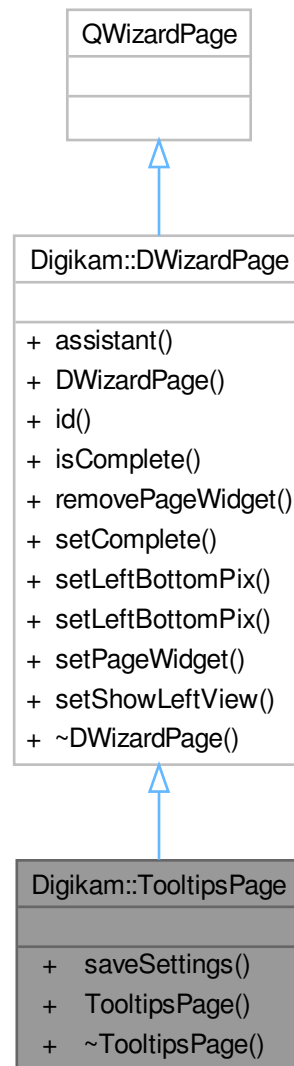 QWizardPage
Digikam::DWizardPage
+ assistant()
+ DWizardPage()
+ id()
+ isComplete()
+ removePageWidget()
+ setComplete()
+ setLeftBottomPix()
+ setLeftBottomPix()
+ setPageWidget()
+ setShowLeftView()
+ ~DWizardPage()
Digikam::TooltipsPage
+ saveSettings()
+ TooltipsPage()
+ ~TooltipsPage()